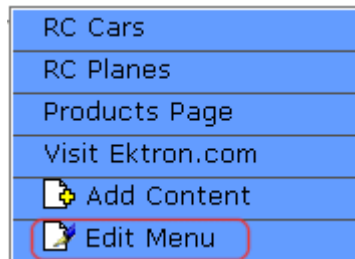 RC Cars
RC Planes
Products Page
Visit Ektron.com
Add Content
Edit Menu